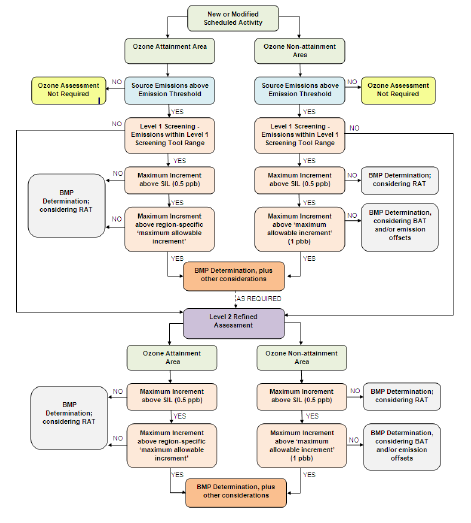 New or Modified
Scheduled Activity
Ozone Attainment Area
Ozone Non-attainment
Area
Ozone Assessment
Not Required
NO
Source Emissions above
Emission Threshold
Source Emissions above
Emission Threshold
NO
Ozone Assessment
Not Required
YES
YES
NO
Level 1 Screening -
Emissions within Level 1
Screening Tool Range
Level 1 Screening -
Emissions within Level 1
Screening Tool Range
NO
YES
YES
BMP
Determination;
considering RAT
NO
Maximum Increment
above SIL (0.5 ppb)
Maximum Increment
above SIL (0.5 ppb)
NO
BMP Determination;
considering RAT
YES
YES
NO
Maximum Increment
above region-specific
'maximum allowable
increment'
Maximum Increment
above 'maximum
allowable increment'
(1 ppb)
NO
BMP
Determination,
considering BAT
and/or emission
offsets
YES
YES
BMP Determination, plus
other considerations
AS REQUIRED
Level 2 Refined
Assessment
Ozone Attainment
Area
Ozone Non-attainment
Area
BMP
Determination;
considering RAT
NO
Maximum Increment
above SIL (0.5 ppb)
Maximum Increment
above SIL (0.5 ppb)
NO
BMP Determination;
considering RAT
YES
YES
NO
Maximum Increment
above region-specific
'maximum allowable
increment'
Maximum Increment
above 'maximum
allowable increment'
(1 ppb)
NO
BMP
Determination,
considering BAT
and/or emission
offsets
YES
YES
BMP Determination, plus
other considerations